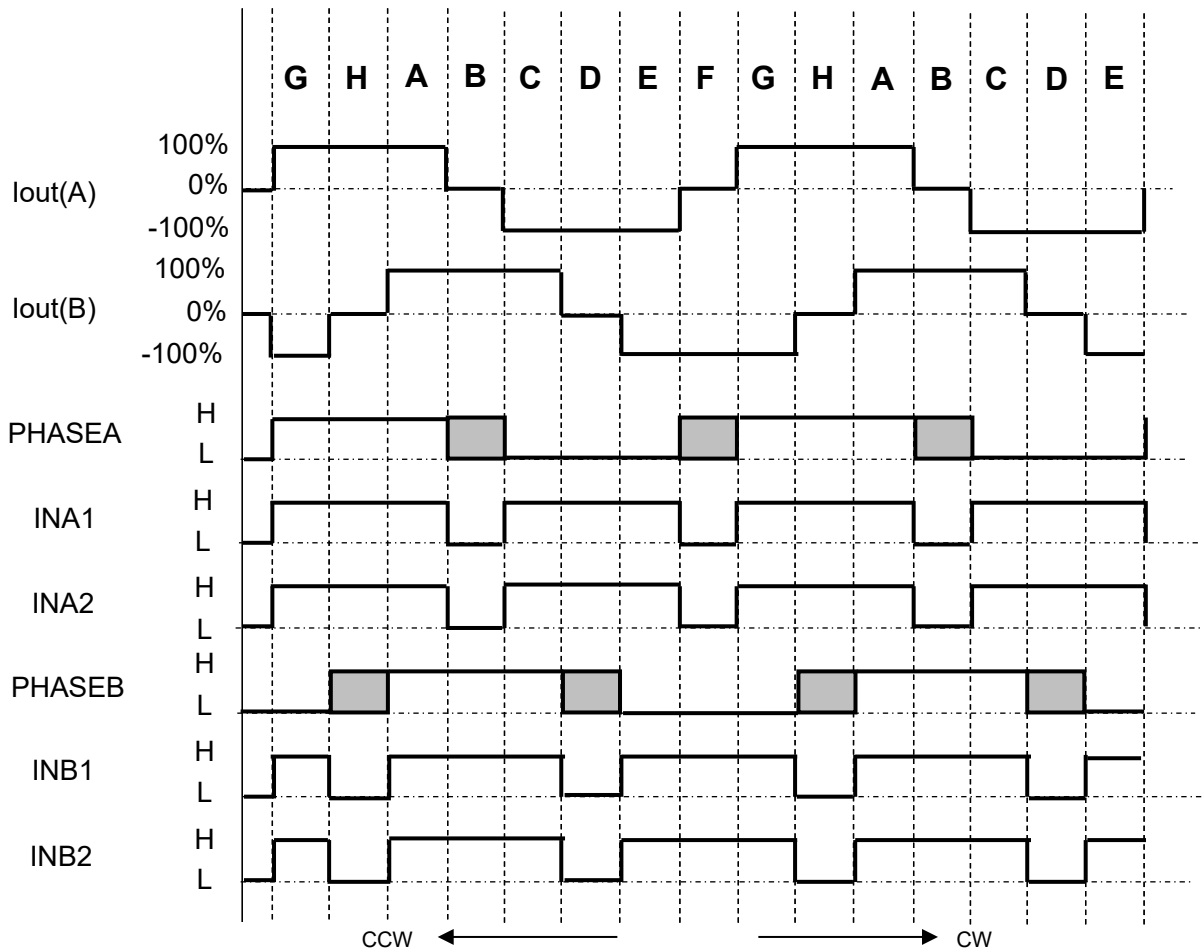 G H A B C D E F G H A B C D E
100%
Iout(A) 0%
-100%
100%
Iout(B) 0%
-100%
H
PHASEA
L
H
INA1
L
H
INA2
L
H
PHASEB
L
H
INB1
L
H
INB2
L
CCW CW